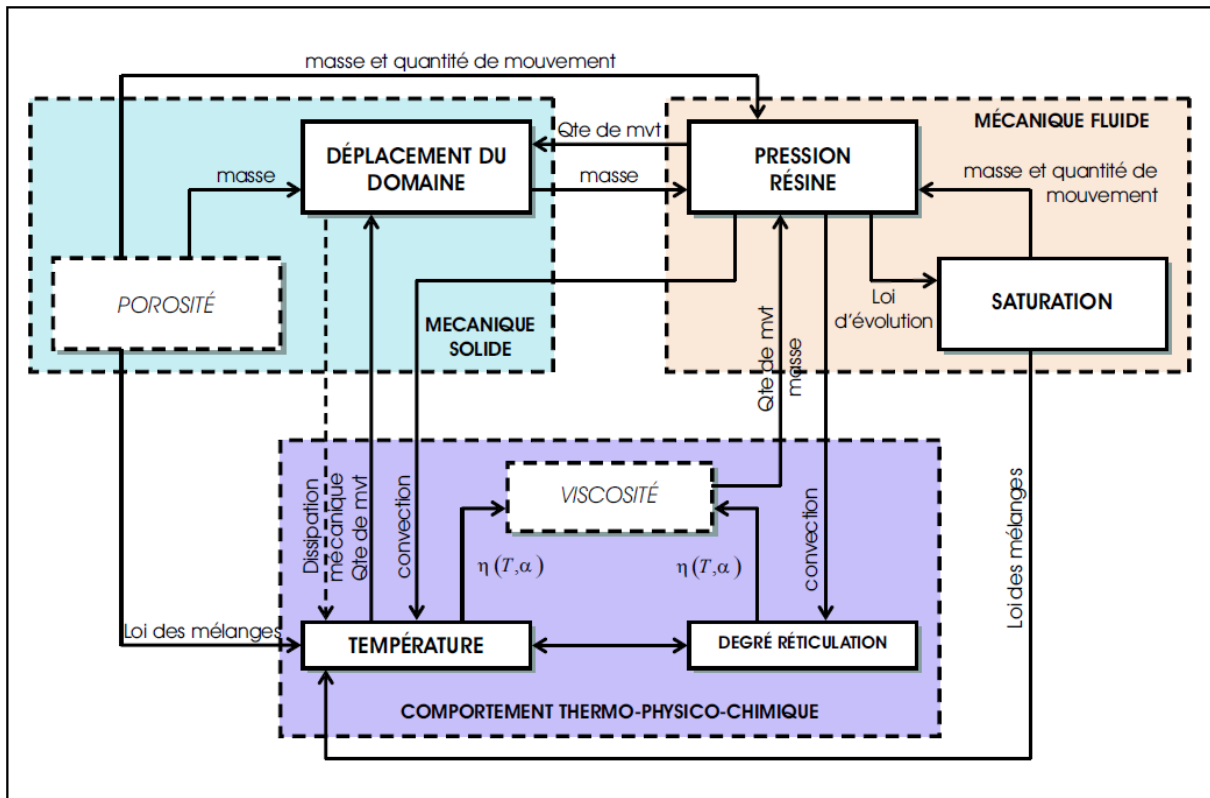 masse et quantité de mouvement
MÉCANIQUE FLUIDE
Qte de mvt
DÉPLACEMENT DU
DOMAINE
PRESSION
RÉSINE
masse
masse
masse et quantité de
mouvement
POROSITÉ
MECANIQUE
SOLIDE
Loi
d'évolution
SATURATION
Qte de mvt
masse
Dissipation
mecanique
Qte de mvt
convection
VISCOSITÉ
η(T,α)
η(T,α)
convection
Loi des mélanges
Loi des mélanges
TEMPÉRATURE
DEGRÉ RÉTICULATION
COMPORTEMENT THERMO-PHYSICO-CHIMIQUE